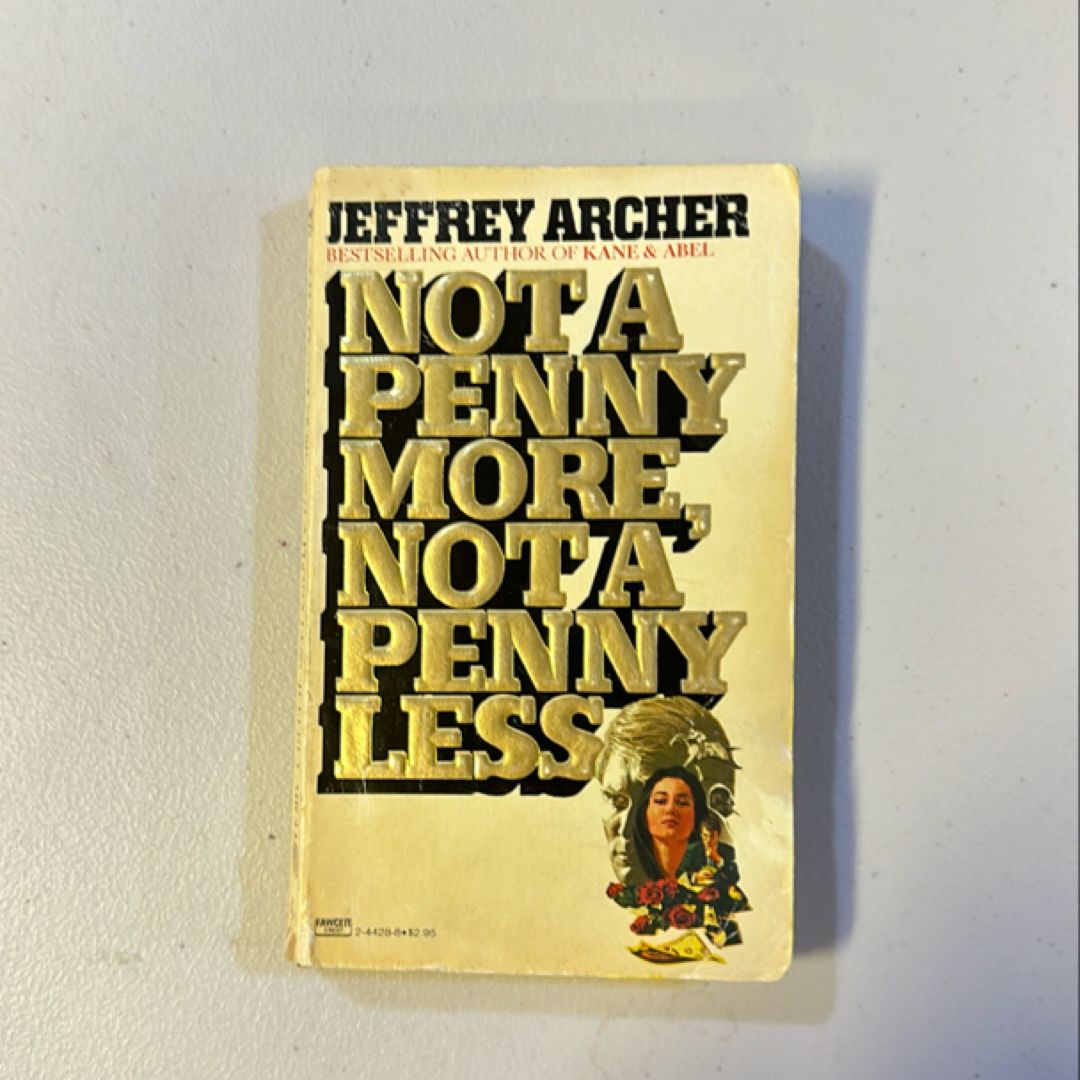 JEFFREY ARCHER
BESTSELLING AUTHOR OF KANE & ABEL
NOT A
PENNY
MORE,
NOT A
PENNY
LESS
FAWCETT
CREST
2-4428-8•$2.95